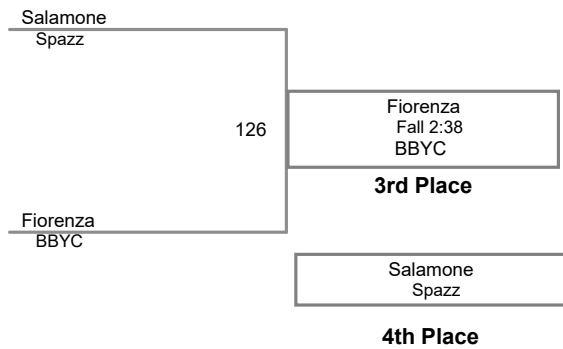 Salamone
Spazz
126
Fiorenza
Fall 2:38
BBYC
3rd Place
Fiorenza
BBYC
Salamone
Spazz
4th Place